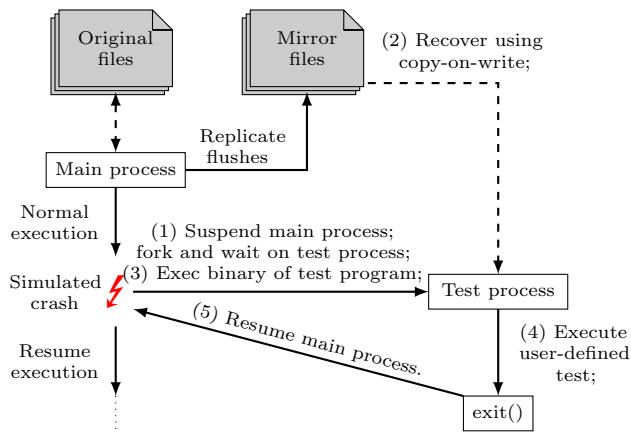 Original
files
Mirror
files
(2) Recover using
copy-on-write;
Replicate
flushes
Main process
Normal
execution
(1) Suspend main process;
fork and wait on test process;
(3) Exec binary of test program;
Simulated
crash
Test process
(5) Resume main process.
(4) Execute
user-defined
test;
Resume
execution
exit()